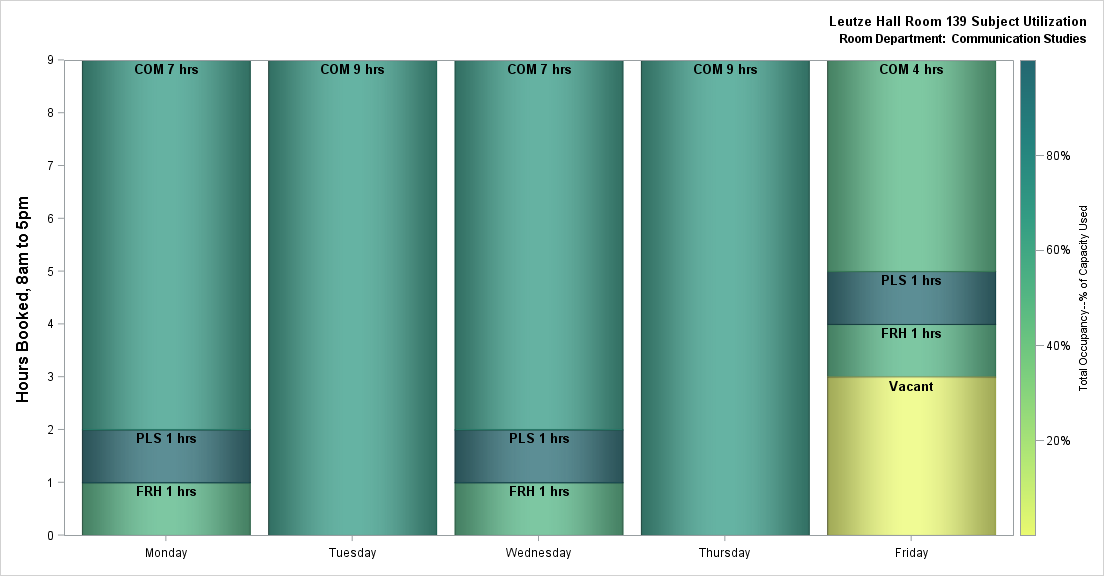 Leutze Hall Room 139 Subject Utilization
Room Department: Communication Studies
Hours Booked, 8am to 5pm
9
8
7
6
5
4
3
2
1
0
COM 7 hrs
PLS 1 hrs
FRH 1 hrs
COM 9 hrs
COM 7 hrs
PLS 1 hrs
FRH 1 hrs
COM 9 hrs
COM 4 hrs
PLS 1 hrs
FRH 1 hrs
Vacant
Monday
Tuesday
Wednesday
Thursday
Friday
80%
60%
40%
20%
Total Occupancy--% of Capacity Used